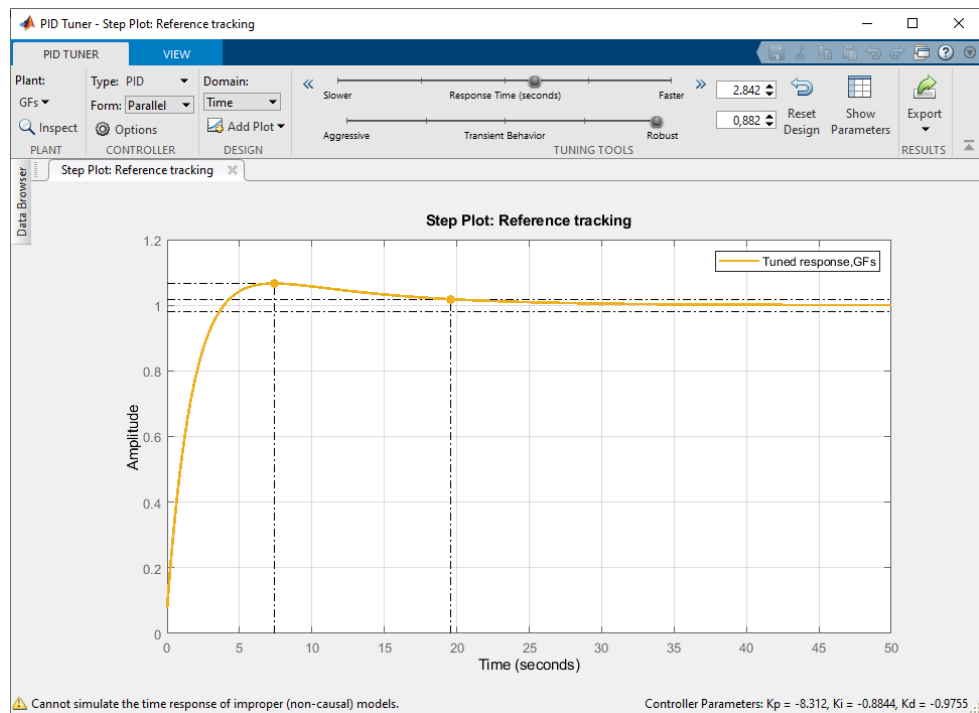 PID Tuner - Step Plot: Reference tracking
PID TUNER VIEW
Plant: Type: PID Domain:
GFs Form: Parallel Time Slower Response Time (seconds) Faster 2.842 Reset Design Show Parameters Export
Inspect Options Add Plot Aggressive Transient Behavior Robust 0,882
PLANT CONTROLLER DESIGN TUNING TOOLS RESULTS
Data Browser
Step Plot: Reference tracking
Step Plot: Reference tracking
Tuned response,GFs
Amplitude
1.2
1
0.8
0.6
0.4
0.2
0
0 5 10 15 20 25 30 35 40 45 50
Time (seconds)
Cannot simulate the time response of improper (non-causal) models. Controller Parameters: Kp = -8.312, Ki = -0.8844, Kd = -0.9755